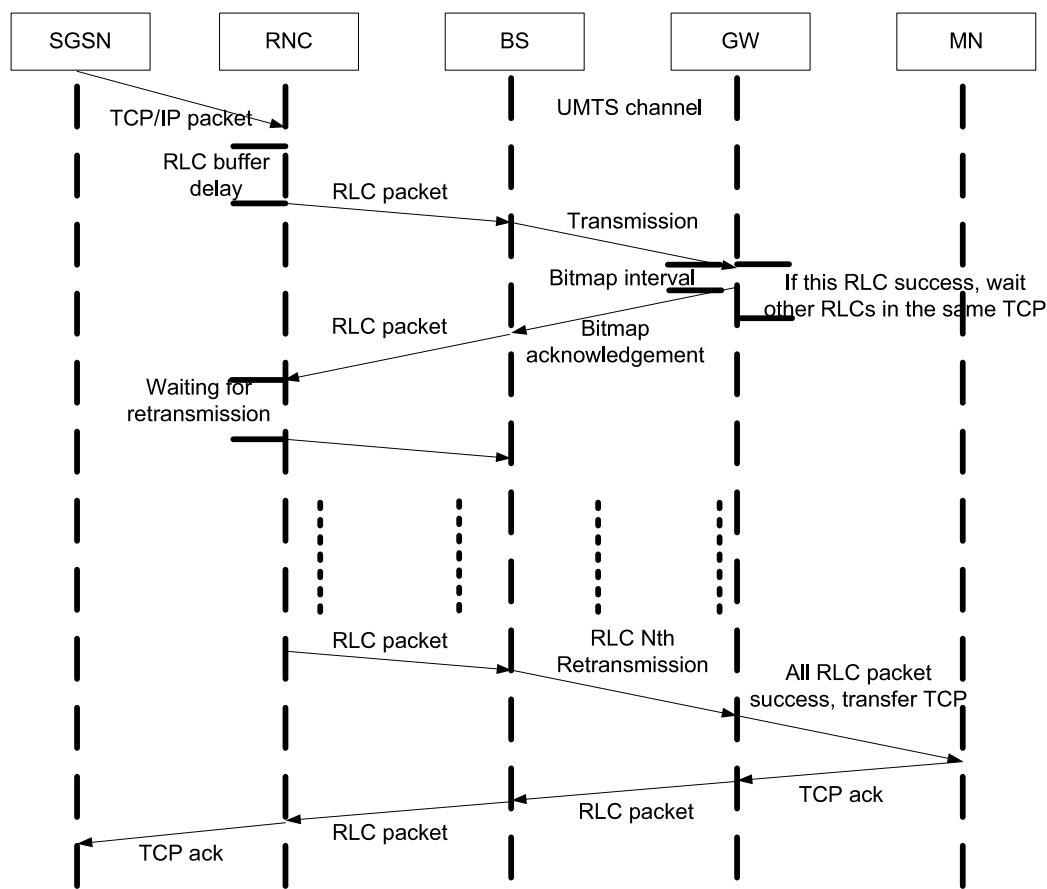 SGSN
RNC
BS
GW
MN
TCP/IP packet
UMTS channel
RLC buffer
delay
RLC packet
Transmission
Bitmap interval
If this RLC success, wait
other RLCs in the same TCP
RLC packet
Bitmap
acknowledgement
Waiting for
retransmission
RLC packet
RLC Nth
Retransmission
All RLC packet
success, transfer TCP
TCP ack
RLC packet
RLC packet
TCP ack